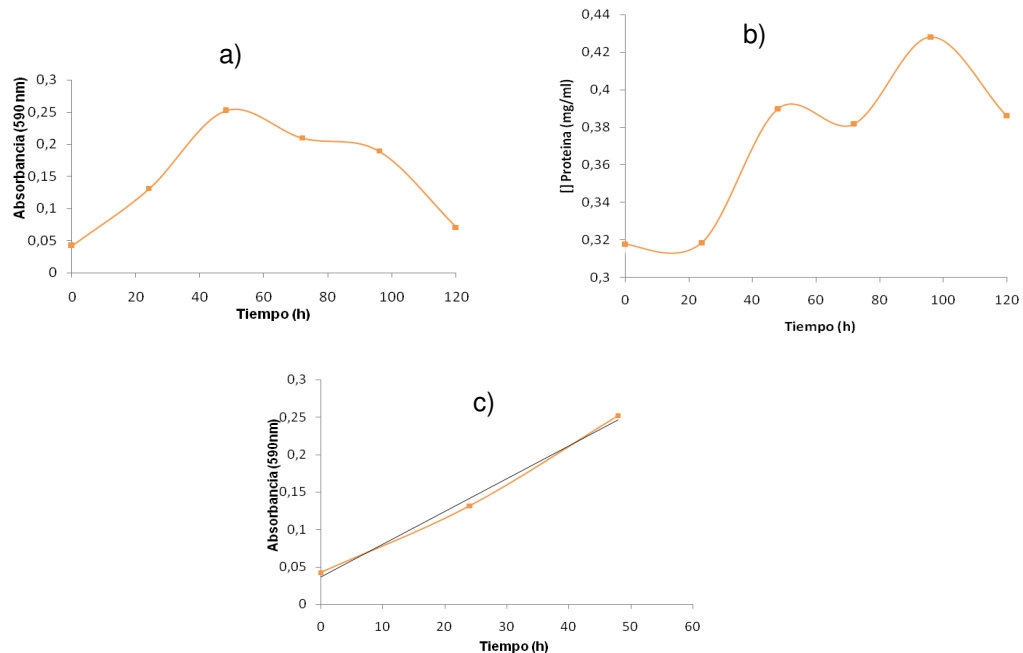 a)
Absorbancia (590 nm)
0,3
0,25
0,2
0,15
0,1
0,05
0
0 20 40 60 80 100 120
Tiempo (h)
b)
[] Proteina (mg/ml)
0,44
0,42
0,4
0,38
0,36
0,34
0,32
0,3
0 20 40 60 80 100 120
Tiempo (h)
c)
Absorbancia (590nm)
0,3
0,25
0,2
0,15
0,1
0,05
0
0 10 20 30 40 50 60
Tiempo (h)